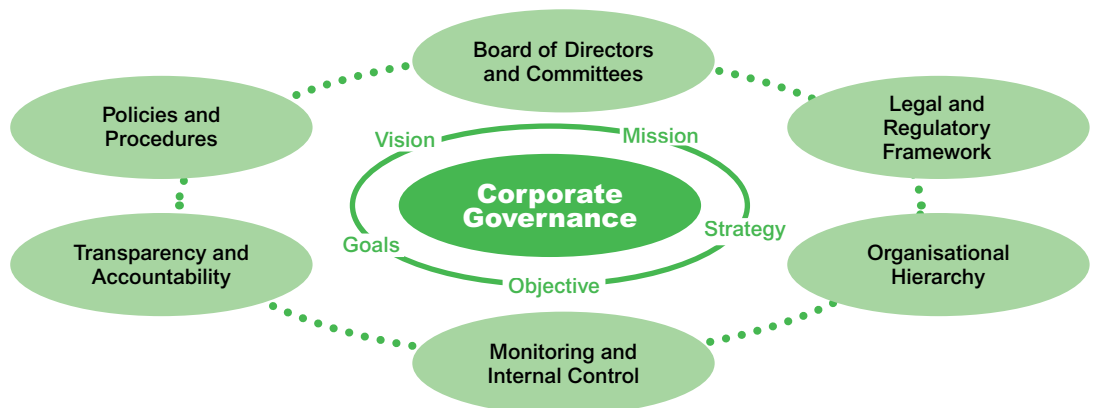 Board of Directors
and Committees
Policies and
Procedures
Legal and
Regulatory
Framework
Vision
Mission
Corporate
Governance
Goals
Strategy
Objective
Transparency and
Accountability
Organisational
Hierarchy
Monitoring and
Internal Control